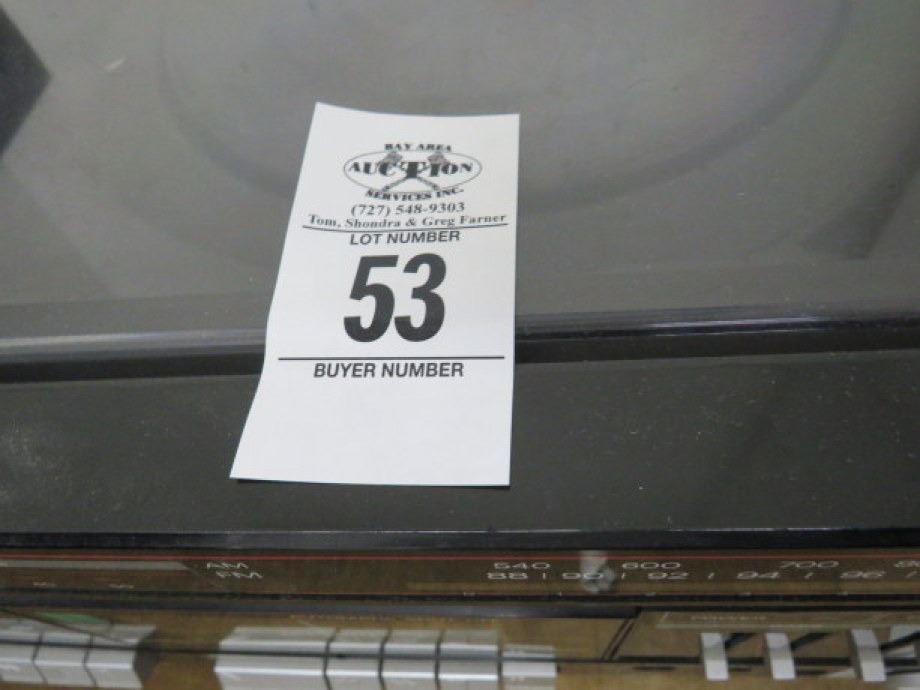 BAY AREA
AUCTION
SERVICES INC.
(727) 548-9303
Tom, Shondra & Greg Farner
LOT NUMBER
53
BUYER NUMBER
AM 540 600 700
FM 88 90 92 94 96